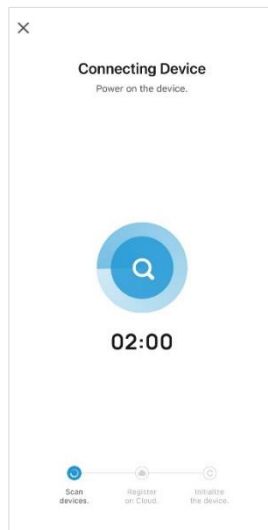 Connecting Device
Power on the device.
02:00
Scan
devices.
Register
on Cloud.
Initialize
the device.